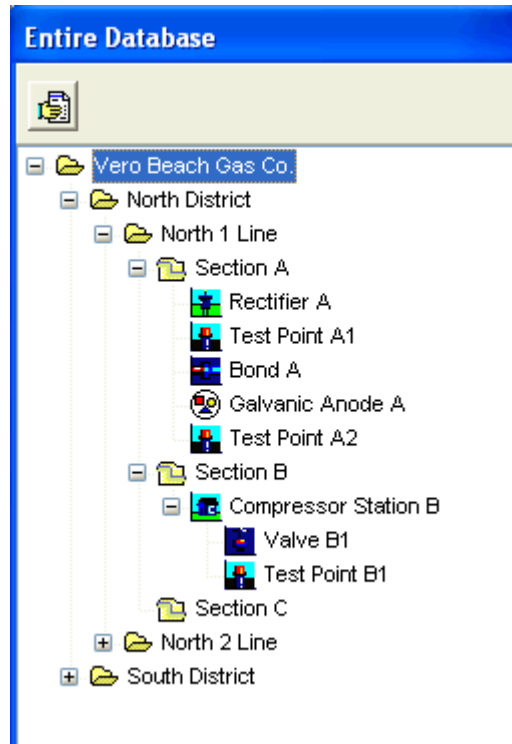 Entire Database
Vero Beach Gas Co.
North District
North 1 Line
Section A
Rectifier A
Test Point A1
Bond A
Galvanic Anode A
Test Point A2
Section B
Compressor Station B
Valve B1
Test Point B1
Section C
North 2 Line
South District